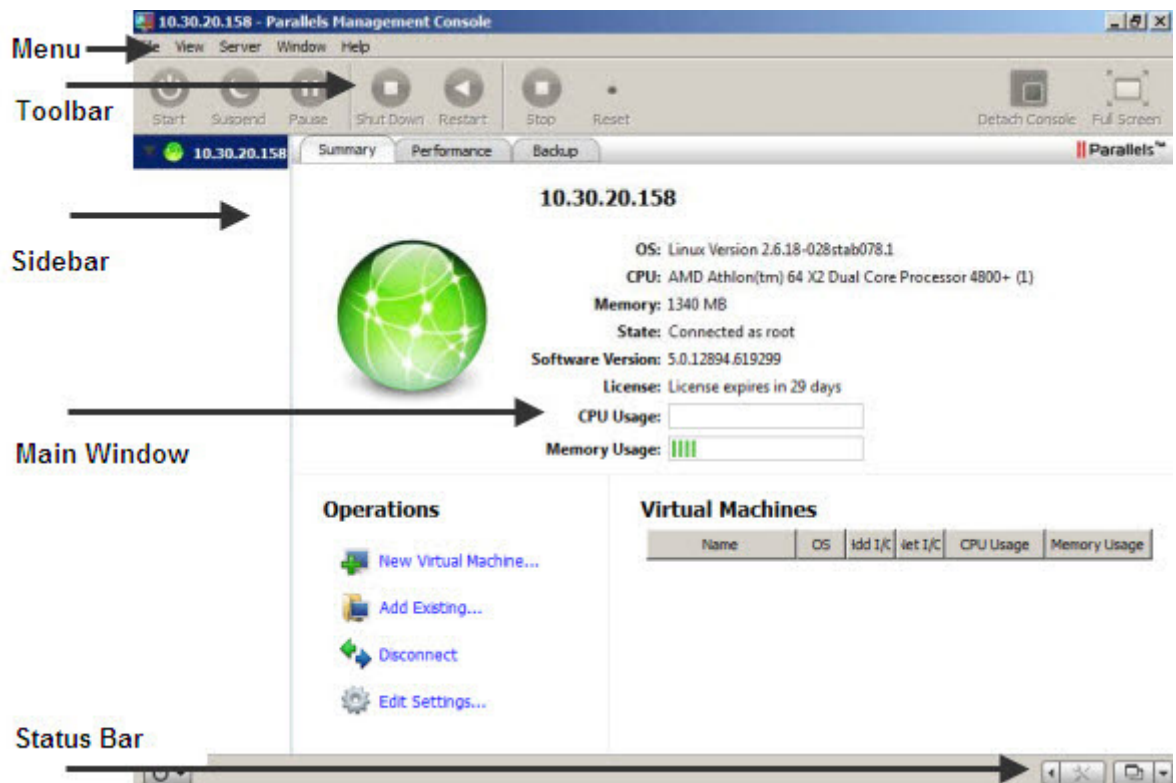 10.30.20.158 - Parallels Management Console
Menu
View Server Window Help
Toolbar
Start Suspend Pause Shut Down Restart Stop Reset Detach Console Full Screen
10.30.20.158
Summary Performance Backup
Parallels™
10.30.20.158
Sidebar
OS: Linux Version 2.6.18-028stab078.1
CPU: AMD Athlon(tm) 64 X2 Dual Core Processor 4800+ (1)
Memory: 1340 MB
State: Connected as root
Software Version: 5.0.12894.619299
License: License expires in 29 days
CPU Usage:
Main Window
Memory Usage:
Operations
New Virtual Machine...
Add Existing...
Disconnect
Edit Settings...
Virtual Machines
Name OS I/O I/O CPU Usage Memory Usage
Status Bar